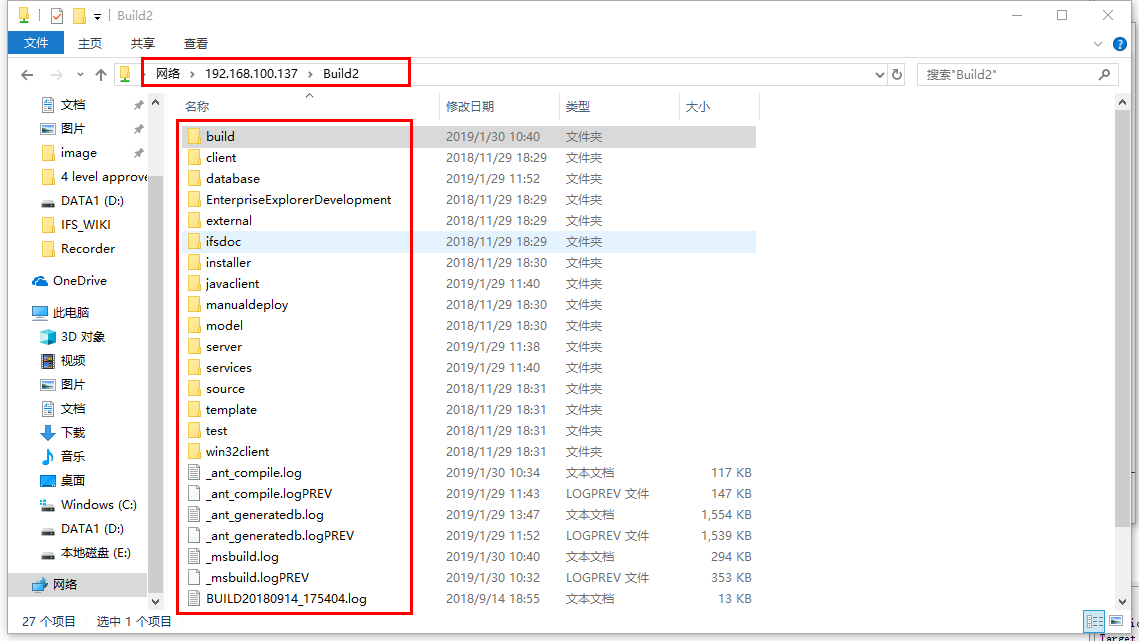 Build2
文件 主页 共享 查看
网络 192.168.100.137 Build2 搜索"Build2"
名称 修改日期 类型 大小
文档
图片
image
4 level approve
DATA1 (D:)
IFS_WIKI
Recorder
OneDrive
此电脑
3D 对象
视频
图片
文档
下载
音乐
桌面
Windows (C:)
DATA1 (D:)
本地磁盘 (E:)
网络
build 2019/1/30 10:40 文件夹
client 2018/11/29 18:29 文件夹
database 2019/1/29 11:52 文件夹
EnterpriseExplorerDevelopment 2018/11/29 18:29 文件夹
external 2018/11/29 18:29 文件夹
ifsdoc 2018/11/29 18:29 文件夹
installer 2018/11/29 18:30 文件夹
javaclient 2019/1/29 11:40 文件夹
manualdeploy 2018/11/29 18:30 文件夹
model 2018/11/29 18:30 文件夹
server 2019/1/29 11:38 文件夹
services 2019/1/29 11:40 文件夹
source 2018/11/29 18:31 文件夹
template 2018/11/29 18:31 文件夹
test 2018/11/29 18:31 文件夹
win32client 2018/11/29 18:31 文件夹
_ant_compile.log 2019/1/30 10:34 文本文档 117 KB
_ant_compile.logPREV 2019/1/29 11:43 LOGPREV 文件 147 KB
_ant_generatedb.log 2019/1/29 13:47 文本文档 1,554 KB
_ant_generatedb.logPREV 2019/1/29 11:52 LOGPREV 文件 1,539 KB
_msbuild.log 2019/1/30 10:40 文本文档 294 KB
_msbuild.logPREV 2019/1/30 10:32 LOGPREV 文件 353 KB
BUILD20180914_175404.log 2018/9/14 18:55 文本文档 13 KB
27 个项目 选中 1 个项目
Target